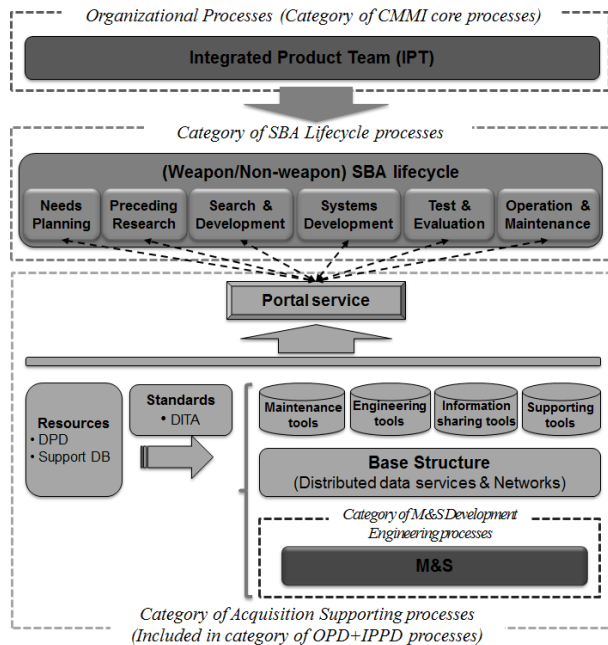 Organizational Processes (Category of CMMI core processes)
Integrated Product Team (IPT)
Category of SBA Lifecycle processes
(Weapon/Non-weapon) SBA lifecycle
Needs
Planning
Preceding
Research
Search &
Development
Systems
Development
Test &
Evaluation
Operation &
Maintenance
Portal service
Resources
• DPD
• Support DB
Standards
• DITA
Maintenance
tools
Engineering
tools
Information
sharing tools
Supporting
tools
Base Structure
(Distributed data services & Networks)
Category of M&S Development
Engineering processes
M&S
Category of Acquisition Supporting processes
(Included in category of OPD+IPPD processes)